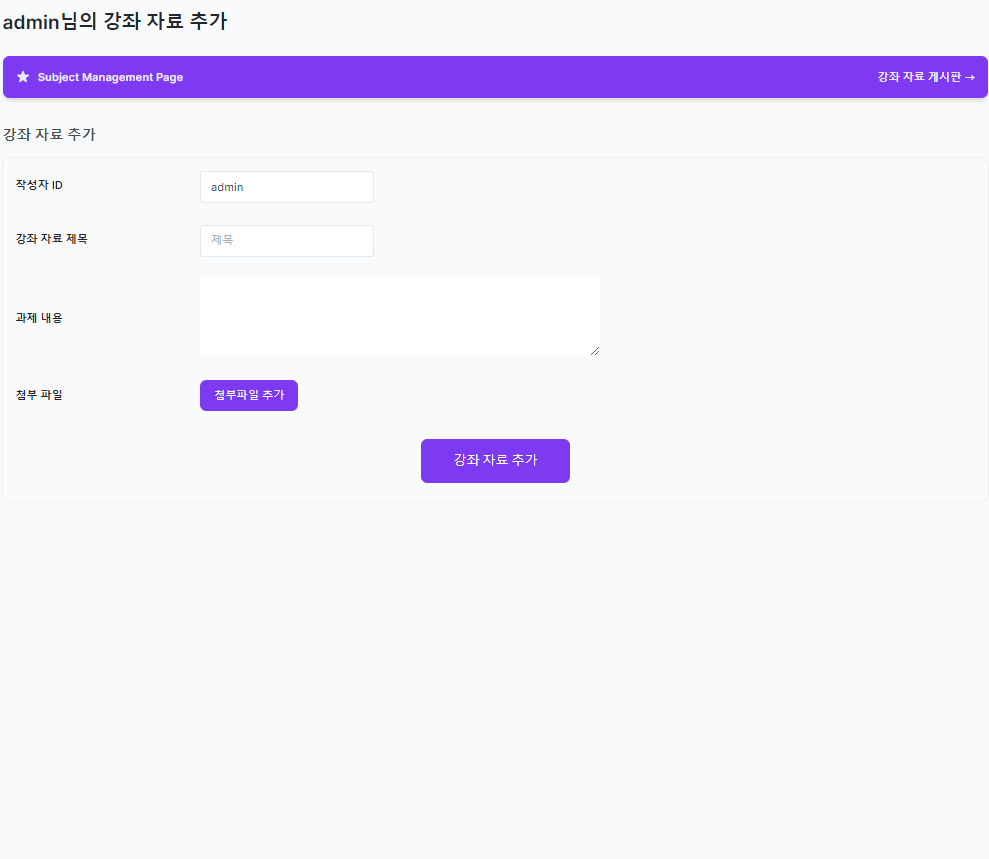 admin님의 강좌 자료 추가
Subject Management Page
강좌 자료 게시판 →
강좌 자료 추가
작성자 ID
admin
강좌 자료 제목
제목
과제 내용
첨부 파일
첨부파일 추가
강좌 자료 추가